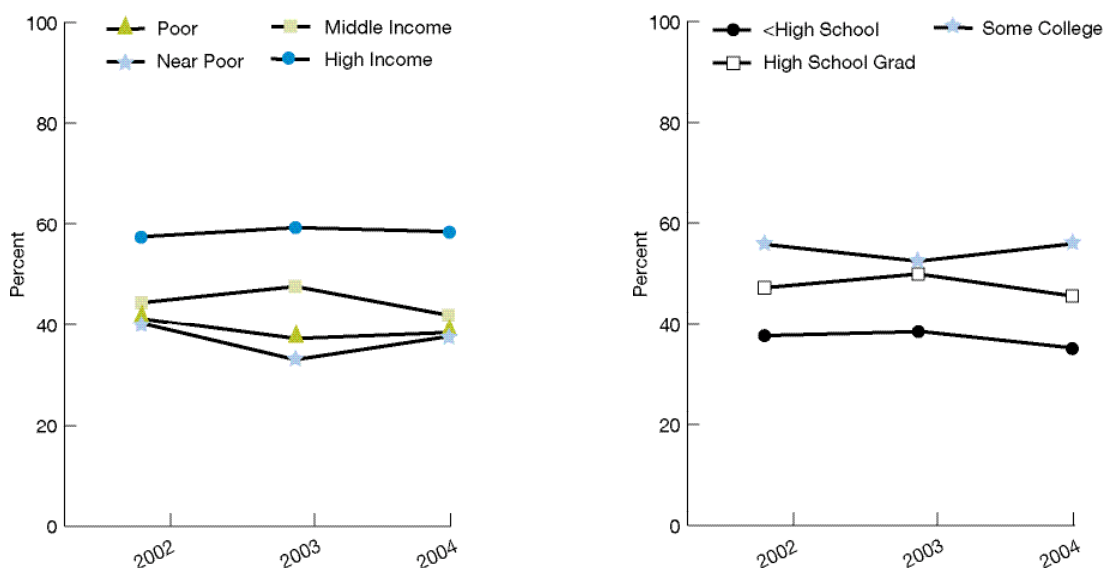 100
80
60
40
20
0
Percent
Poor
Middle Income
Near Poor
High Income
2002
2003
2004
100
80
60
40
20
0
Percent
<High School
Some College
High School Grad
2002
2003
2004